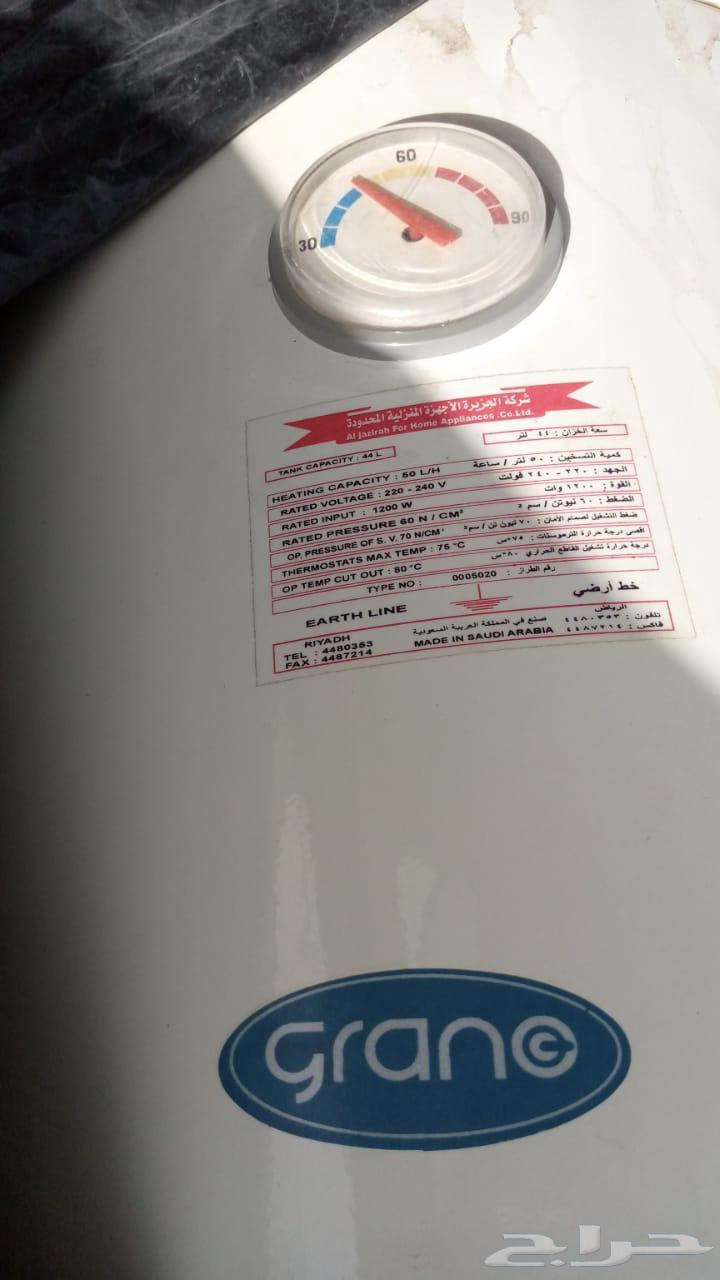 60
30
90
شركة الجزيرة الأجهزة المنزلية المحدودة
Al Jazirah For Home Appliances .Co.Ltd.
TANK CAPACITY : 44 L
سعة الخزان : ٤٤ لتر
HEATING CAPACITY : 50 L/H
كمية التسخين : ٥٠ لتر / ساعة
RATED VOLTAGE : 220 - 240 V
الجهد : ٢٢٠ - ٢٤٠ فولت
RATED INPUT : 1200 W
القوة : ١٢٠٠ وات
RATED PRESSURE 60 N / CM²
الضغط : ٦٠ نيوتن / سم ٢
OP. PRESSURE OF S. V. 70 N/CM²
ضغط التشغيل لصمام الأمان : ٧٠ نيون تن / سم٢
THERMOSTATS MAX TEMP : 75 °C
اقصى درجة حرارة الترموستات : ٧٥°س
OP TEMP CUT OUT : 80 °C
درجة حرارة تشغيل القاطع الحراري : ٨٠°س
TYPE NO : 0005020 رقم الطراز :
EARTH LINE
خط أرضي
RIYADH
TEL : 4480353
FAX : 4487214
صنع في المملكة العربية السعودية
MADE IN SAUDI ARABIA
الرياض
تلفون : ٤٤٨٠٣٥٣
فاكس : ٤٤٨٧٢١٤
grano
حراج